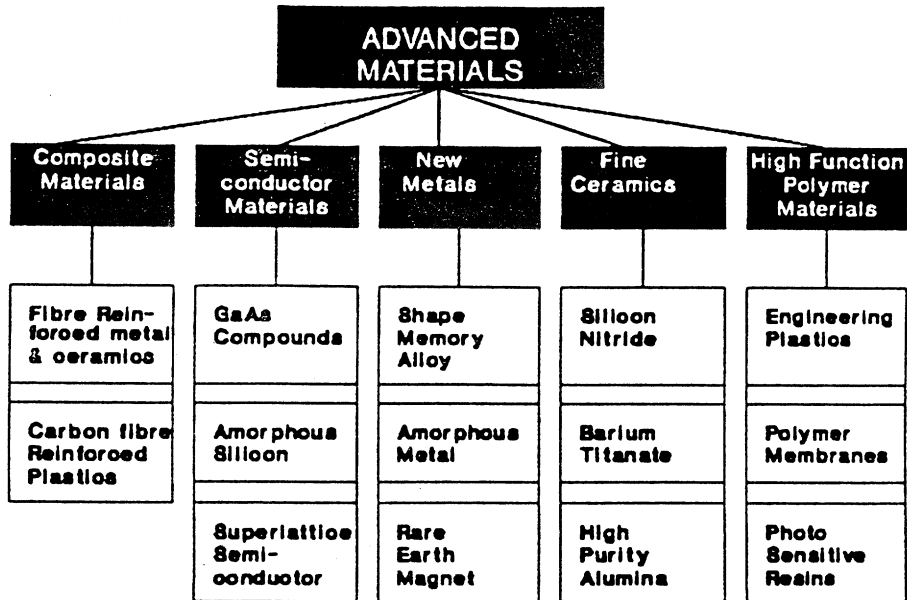 ADVANCED
MATERIALS
Composite
Materials
Semi-
conductor
Materials
New
Metals
Fine
Ceramics
High Function
Polymer
Materials
Fibre Rein-
forced metal
& ceramics
GaAs
Compounds
Shape
Memory
Alloy
Silicon
Nitride
Engineering
Plastics
Carbon fibre
Reinforced
Plastics
Amorphous
Silicon
Amorphous
Metal
Barium
Titanate
Polymer
Membranes
Superlattice
Semi-
conductor
Rare
Earth
Magnet
High
Purity
Alumina
Photo
Sensitive
Resins